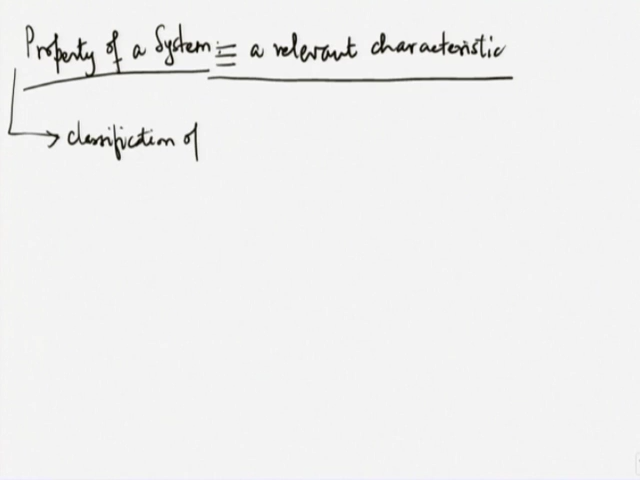 Property of a System ≡ a relevant characteristic
→ classification of